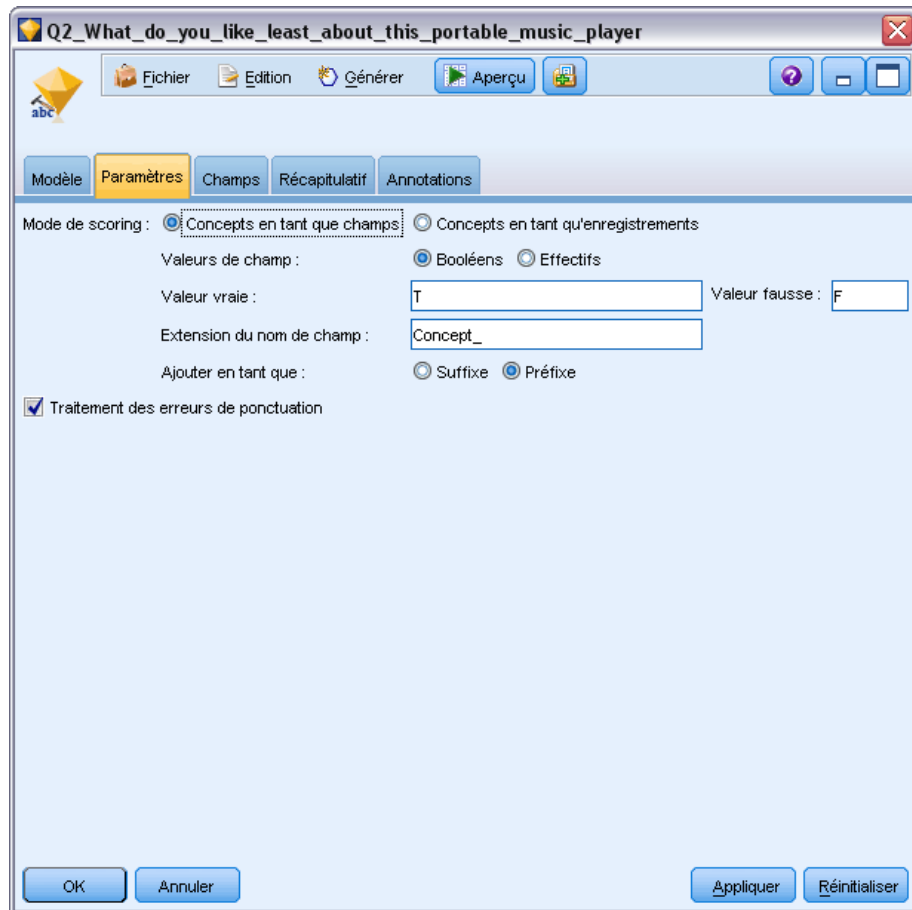 Q2_What_do_you_like_least_about_this_portable_music_player
Fichier Edition Générer Aperçu ?
abc
Modèle Paramètres Champs Récapitulatif Annotations
Mode de scoring : Concepts en tant que champs Concepts en tant qu'enregistrements
Valeurs de champ : Booléens Effectifs
Valeur vraie : T Valeur fausse : F
Extension du nom de champ : Concept_
Ajouter en tant que : Suffixe Préfixe
Traitement des erreurs de ponctuation
OK Annuler Appliquer Réinitialiser